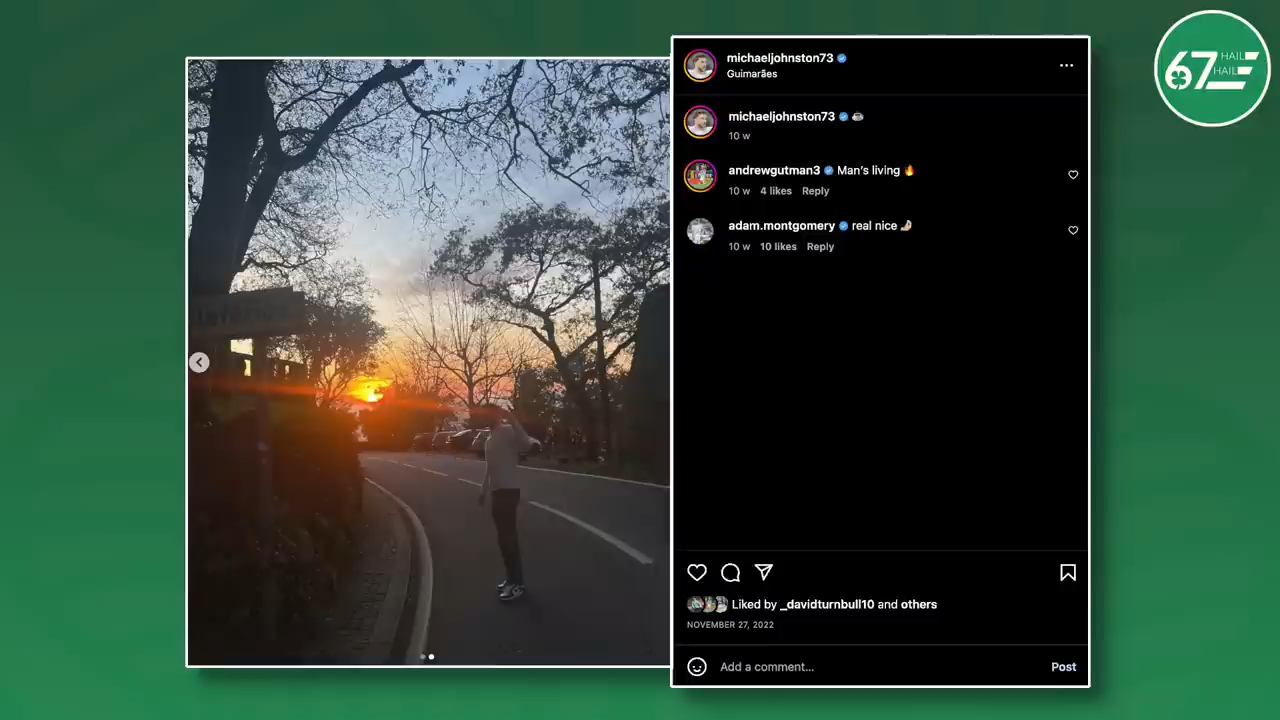 michaeljohnston73
Guimarães
michaeljohnston73
10 w
andrewgutman3 Man's living 🔥
10 w 4 likes Reply
adam.montgomery real nice 🤌🏼
10 w 10 likes Reply
Liked by _davidturnbull10 and others
NOVEMBER 27, 2022
Add a comment...
Post
67
HAIL
HAIL